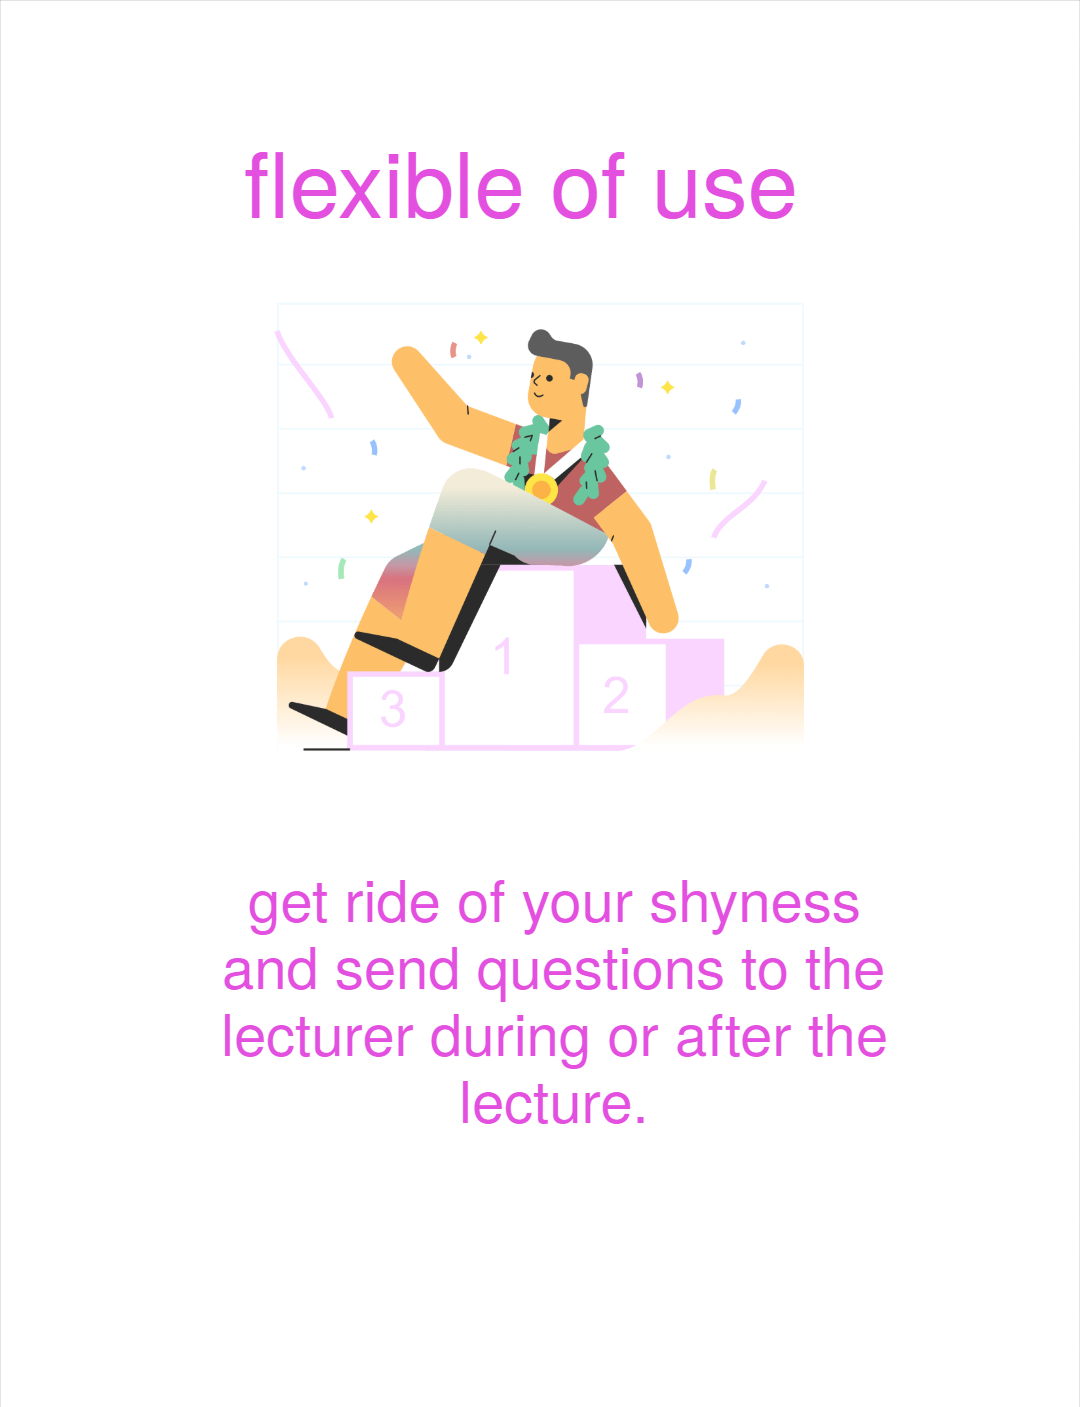 flexible of use
1
2
3
get ride of your shyness
and send questions to the
lecturer during or after the
lecture.